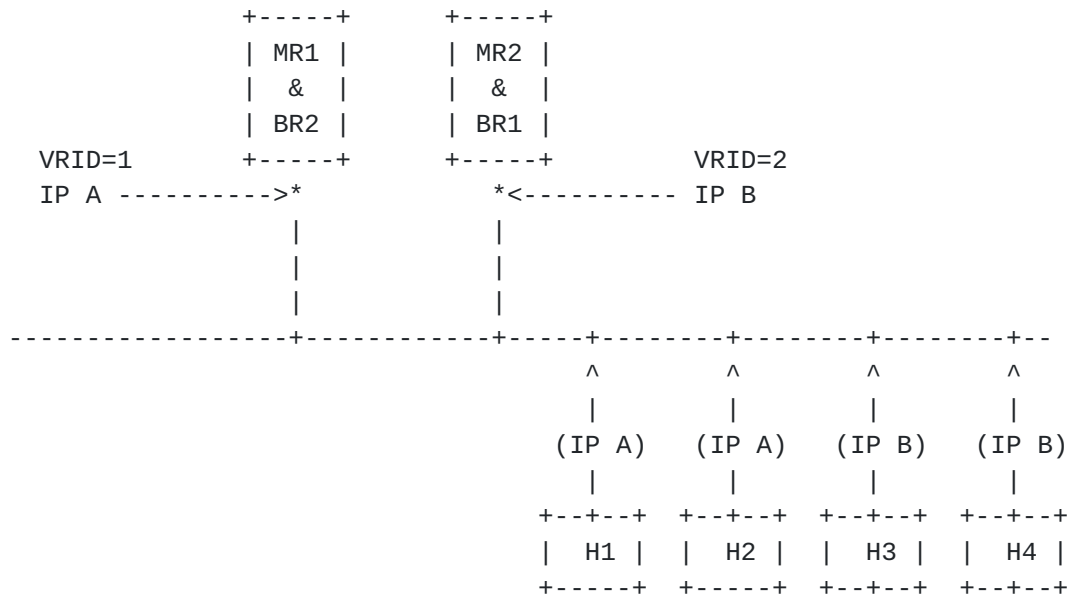 +-----+ +-----+
| MR1 | | MR2 |
| & | | & |
| BR2 | | BR1 |
VRID=1 +-----+ +-----+ VRID=2
IP A ---------->* *<---------- IP B
| |
| |
| |
------------------+------------+-----+--------+--------+--------+--
^ ^ ^ ^
| | | |
(IP A) (IP A) (IP B) (IP B)
| | | |
+--+--+ +--+--+ +--+--+ +--+--+
| H1 | | H2 | | H3 | | H4 |
+-----+ +-----+ +--+--+ +--+--+